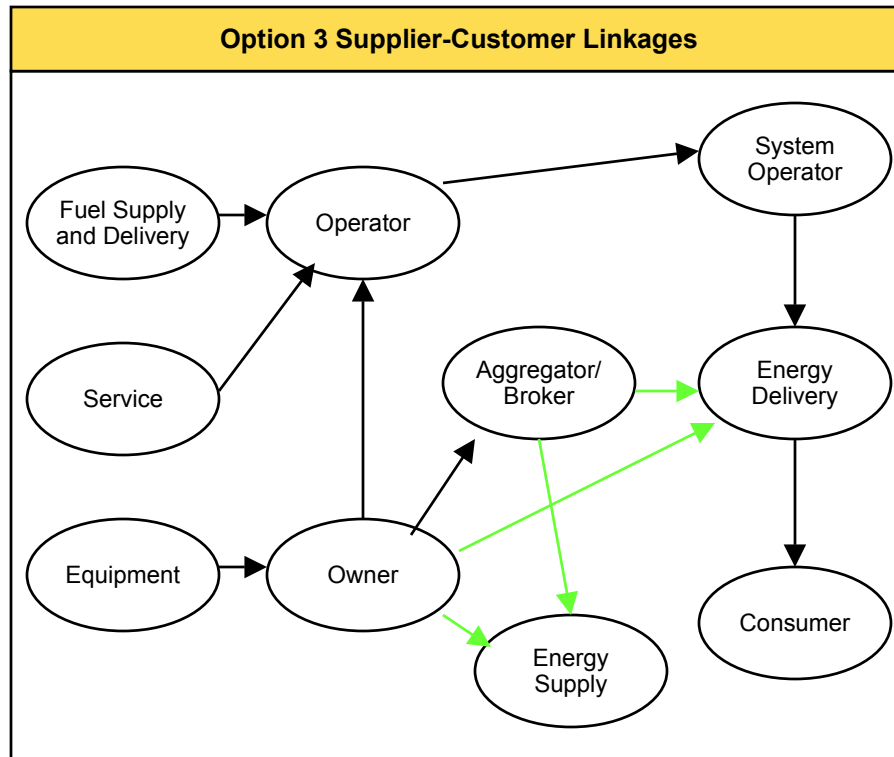 Option 3 Supplier-Customer Linkages
System
Operator
Fuel Supply
and Delivery
Operator
Aggregator/
Broker
Energy
Delivery
Service
Equipment
Owner
Consumer
Energy
Supply